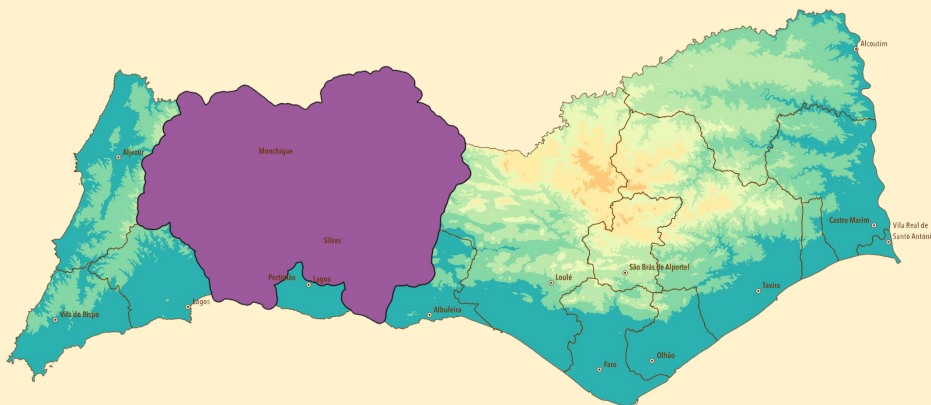 Alcoutim
Monchique
Aljezur
Castro Marim
Vila Real de
Santo Antóni
Silves
São Brás de Alportel
Portimão
Lagoa
Loulé
Tavira
Lagos
Vila do Bispo
Albufeira
Olhão
Faro